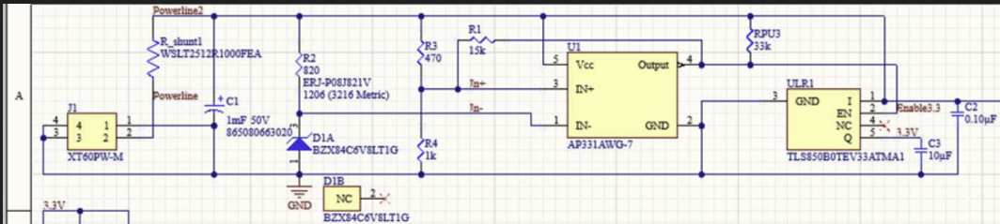 Powerline2
R_shunt1
WSLT2512R1000FEA
Powerline
J1
4 4 1 1
3 3 2 2
XT60PW-M
A
+
C1
1mF 50V
865080663020
R2
820
ERJ-P08J821V
1206 (3216 Metric)
3
D1A
BZX84C6V8LT1G
1
GND
D1B
NC 2
BZX84C6V8LT1G
R3
470
R4
1k
R1
15k
In+
In-
U1
5 Vcc Output 4
3 IN+
1 IN- GND 2
AP331AWG-7
RPU3
33k
ULR1
3 GND I 1
EN 2
NC 4
Q 5
TLS850B0TEV33ATMA1
Enable3.3
3.3V
C2
0.10µF
C3
10µF
3.3V